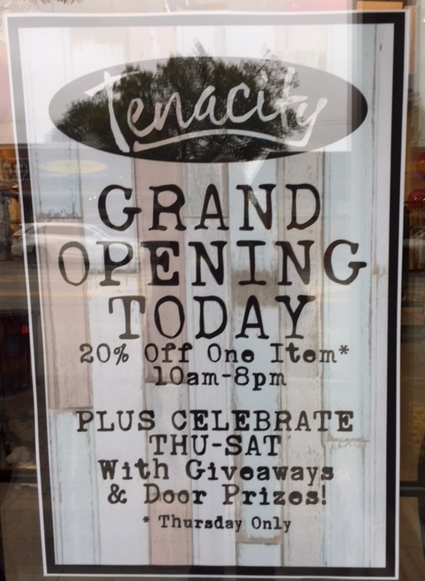 Tenacity
GRAND
OPENING
TODAY
20% Off One Item*
10am-8pm
PLUS CELEBRATE
THU-SAT
With Giveaways
& Door Prizes!
* Thursday Only